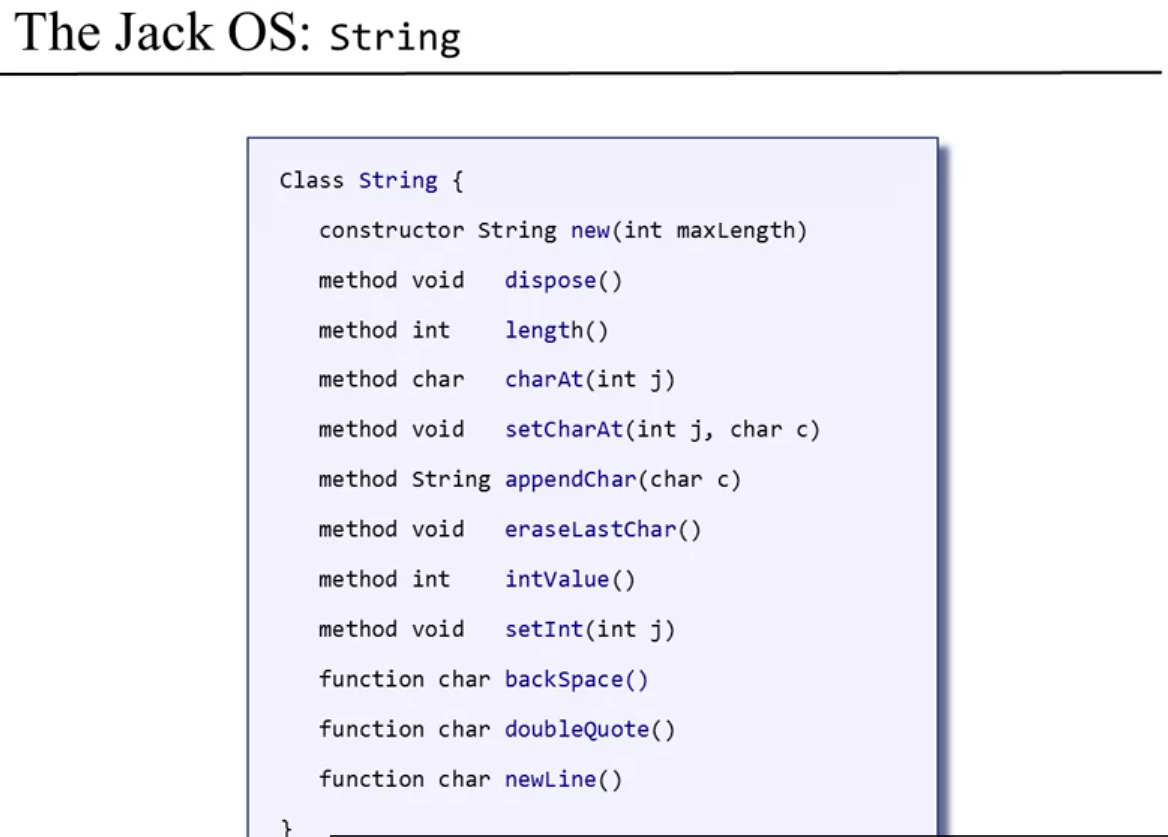 The Jack OS: String
Class String {
constructor String new(int maxLength)
method void dispose()
method int length()
method char charAt(int j)
method void setCharAt(int j, char c)
method String appendChar(char c)
method void eraseLastChar()
method int intValue()
method void setInt(int j)
function char backSpace()
function char doubleQuote()
function char newLine()
}